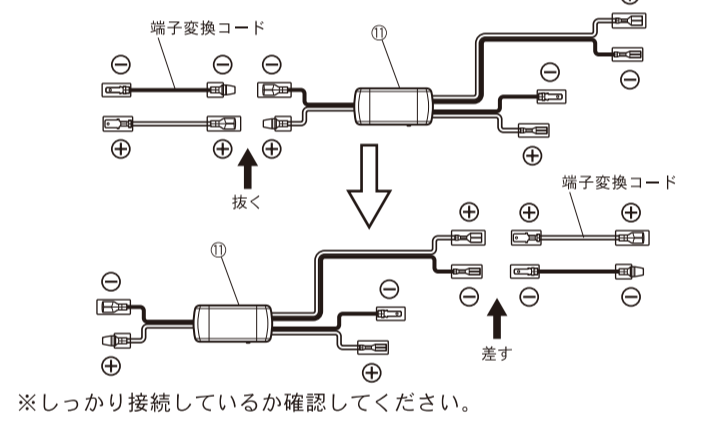 端子変換コード
⑪
⊕
⊖ ⊖ ⊖ ⊖ ⊖
⊕ ⊕ ⊕ ⊕
抜く
端子変換コード
⊕ ⊕ ⊕
⑪
⊖ ⊖ ⊖ ⊖ ⊖
⊕ ⊕
差す
※しっかり接続しているか確認してください。